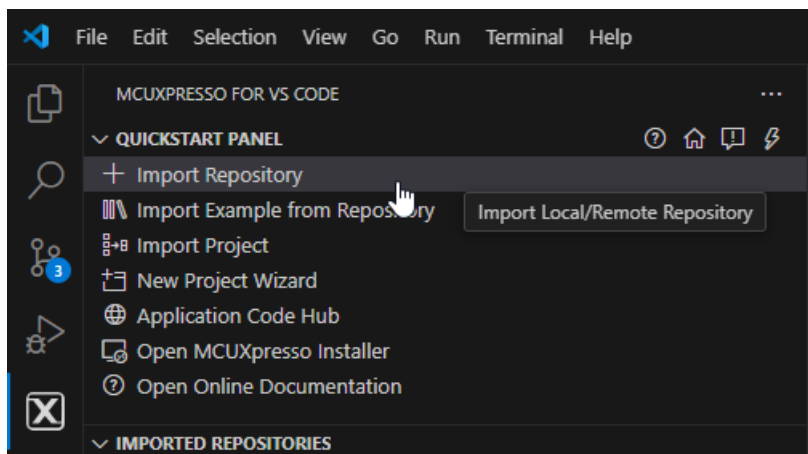 File Edit Selection View Go Run Terminal Help
MCUXPRESSO FOR VS CODE
QUICKSTART PANEL
Import Repository
Import Example from Repository
Import Local/Remote Repository
Import Project
3
New Project Wizard
Application Code Hub
Open MCUXpresso Installer
Open Online Documentation
IMPORTED REPOSITORIES